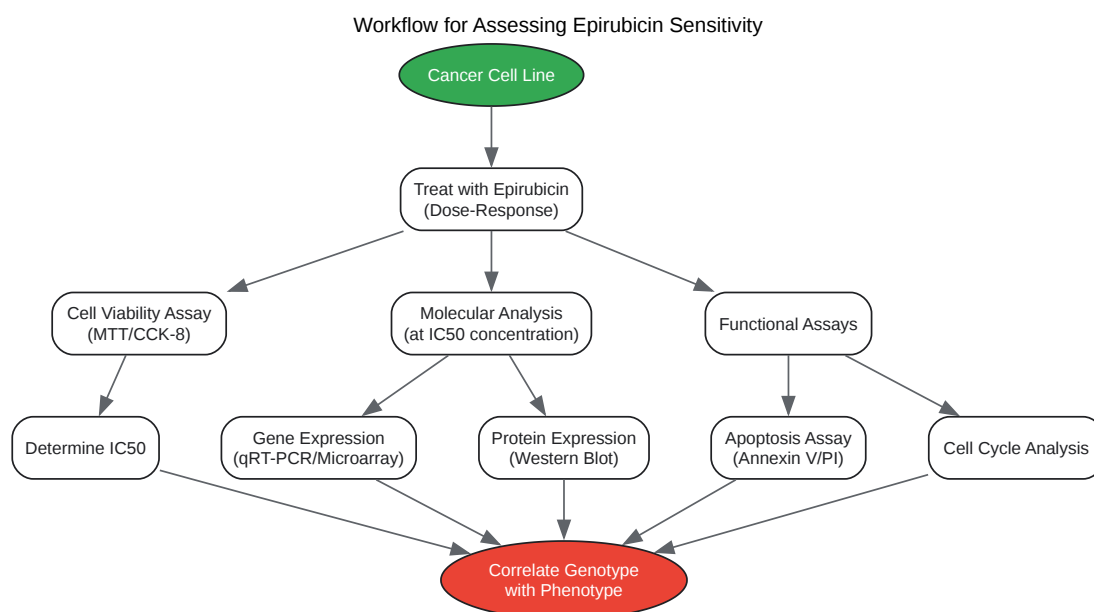 Workflow for Assessing Epirubicin Sensitivity
Cancer Cell Line
Treat with Epirubicin
(Dose-Response)
Cell Viability Assay
(MTT/CCK-8)
Molecular Analysis
(at IC50 concentration)
Functional Assays
Determine IC50
Gene Expression
(qRT-PCR/Microarray)
Protein Expression
(Western Blot)
Apoptosis Assay
(Annexin V/PI)
Cell Cycle Analysis
Correlate Genotype
with Phenotype